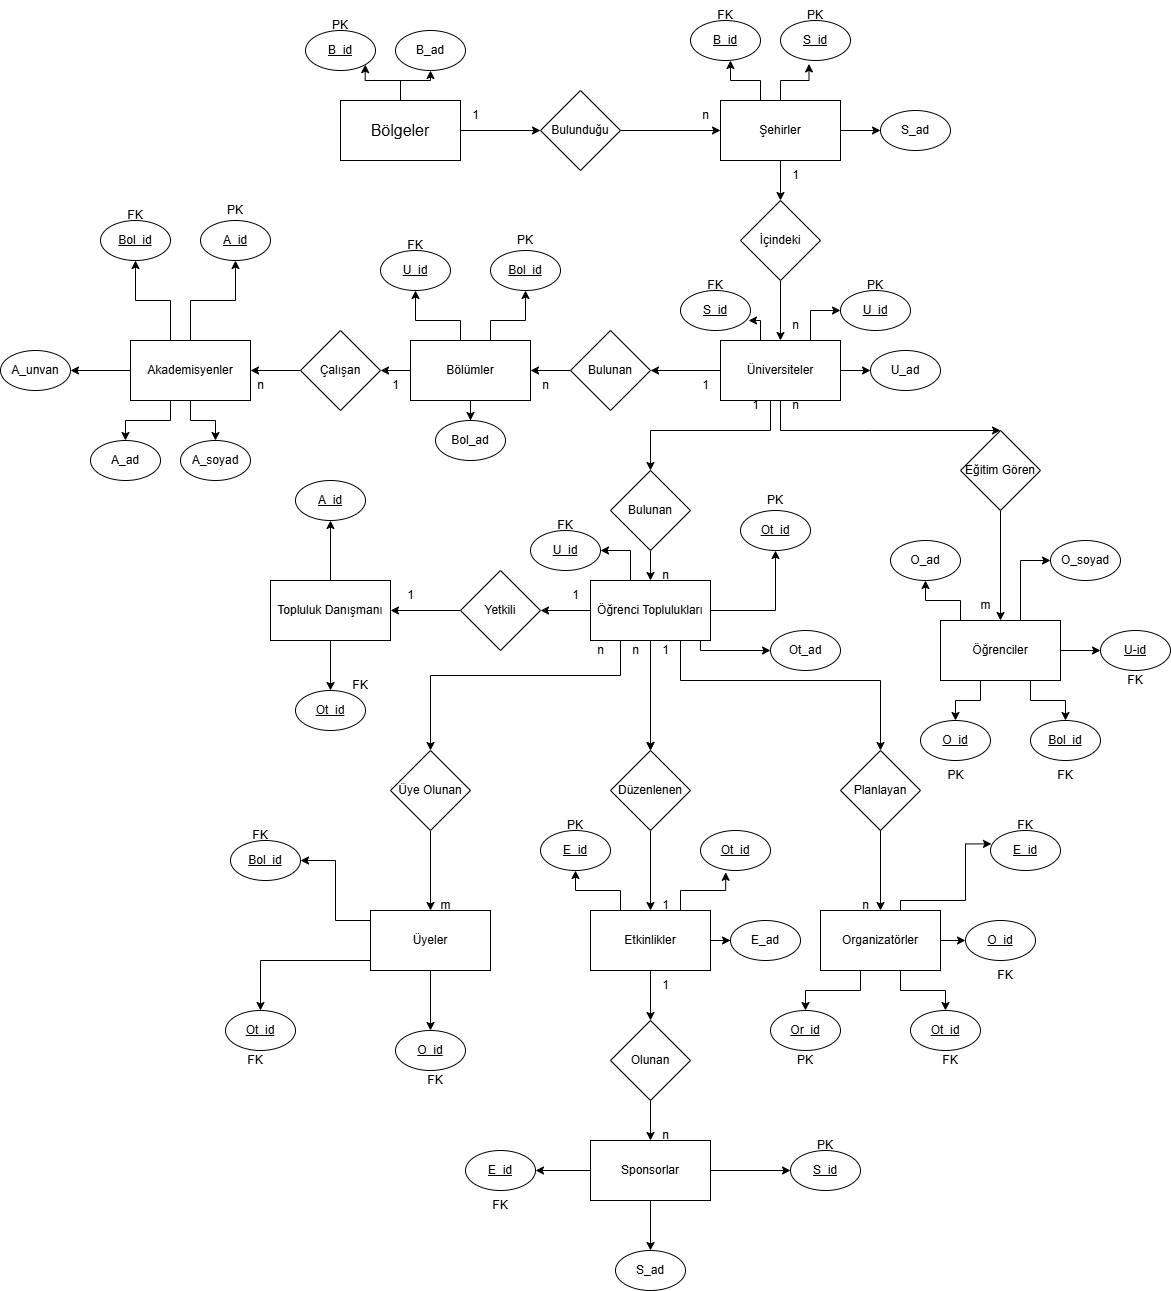 PK
B_id
B_ad
FK
B_id
PK
S_id
Bölgeler
1
Bulunduğu
n
Şehirler
S_ad
1
İçindeki
n
FK
Bol_id
PK
A_id
FK
U_id
PK
Bol_id
FK
S_id
PK
U_id
A_unvan
Akademisyenler
n
Çalışan
1
Bölümler
n
Bulunan
1
Üniversiteler
U_ad
1
n
A_ad
A_soyad
Bol_ad
Eğitim Gören
A_id
Bulunan
PK
Ot_id
FK
U_id
n
O_ad
O_soyad
Topluluk Danışmanı
1
Yetkili
1
Öğrenci Toplulukları
m
Öğrenciler
U-id
FK
n
n
1
Ot_ad
FK
Ot_id
O_id
PK
Bol_id
FK
Üye Olunan
Düzenlenen
Planlayan
FK
Bol_id
PK
E_id
Ot_id
FK
E_id
m
Üyeler
1
Etkinlikler
E_ad
n
Organizatörler
O_id
FK
1
Ot_id
FK
O_id
FK
Or_id
PK
Ot_id
FK
Olunan
n
E_id
FK
Sponsorlar
PK
S_id
S_ad